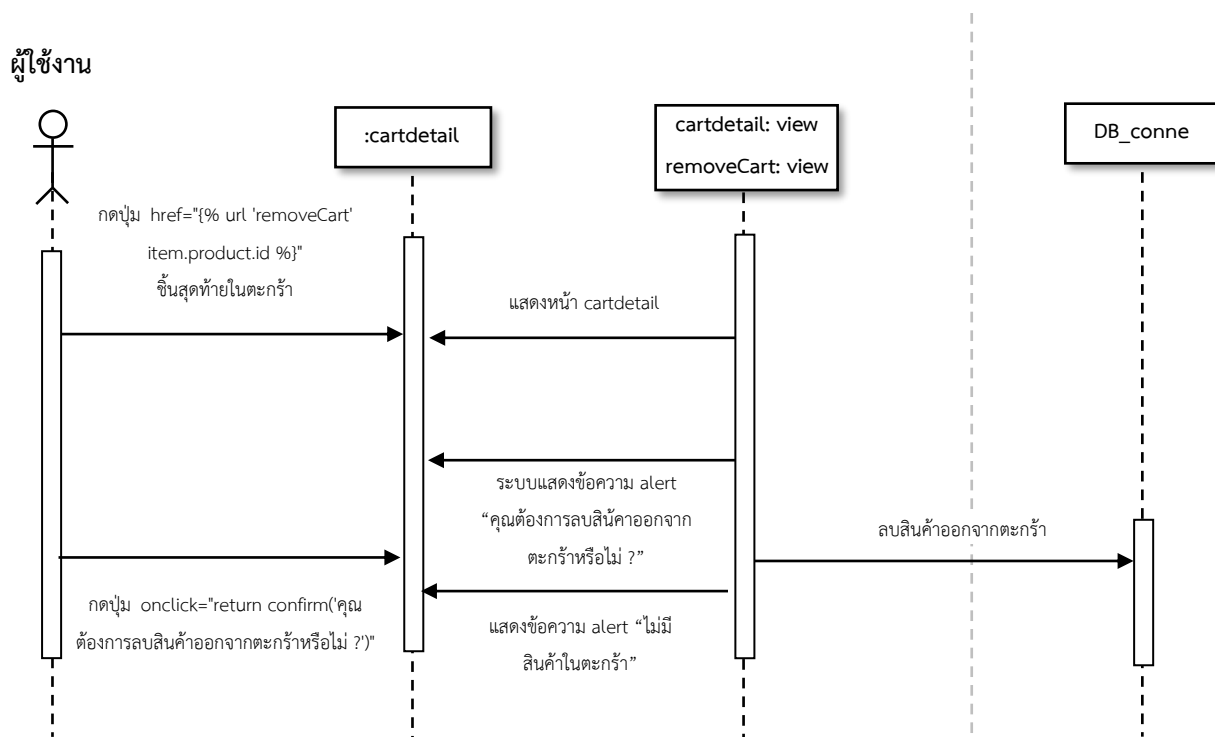 ผู้ใช้งาน
:cartdetail
cartdetail: view
removeCart: view
DB_conne
กดปุ่ม href="{% url 'removeCart'
item.product.id %}"
ชิ้นสุดท้ายในตะกร้า
แสดงหน้า cartdetail
ระบบแสดงข้อความ alert
“คุณต้องการลบสินค้าออกจาก
ตะกร้าหรือไม่ ?”
ลบสินค้าออกจากตะกร้า
กดปุ่ม onclick="return confirm('คุณ
ต้องการลบสินค้าออกจากตะกร้าหรือไม่ ?')"
แสดงข้อความ alert “ไม่มี
สินค้าในตะกร้า”